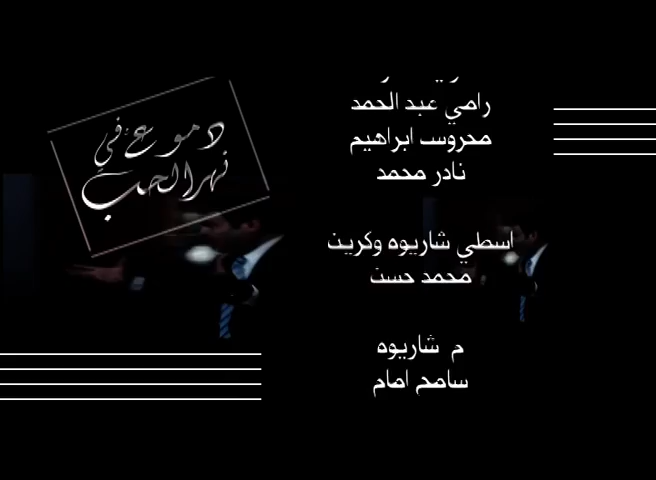 دموع في
نهر الحب
رامي عبد الحمد
محروس ابراهيم
نادر محمد
اسطي شاريوه وكرين
محمد حسن
م شاريوه
سامح امام